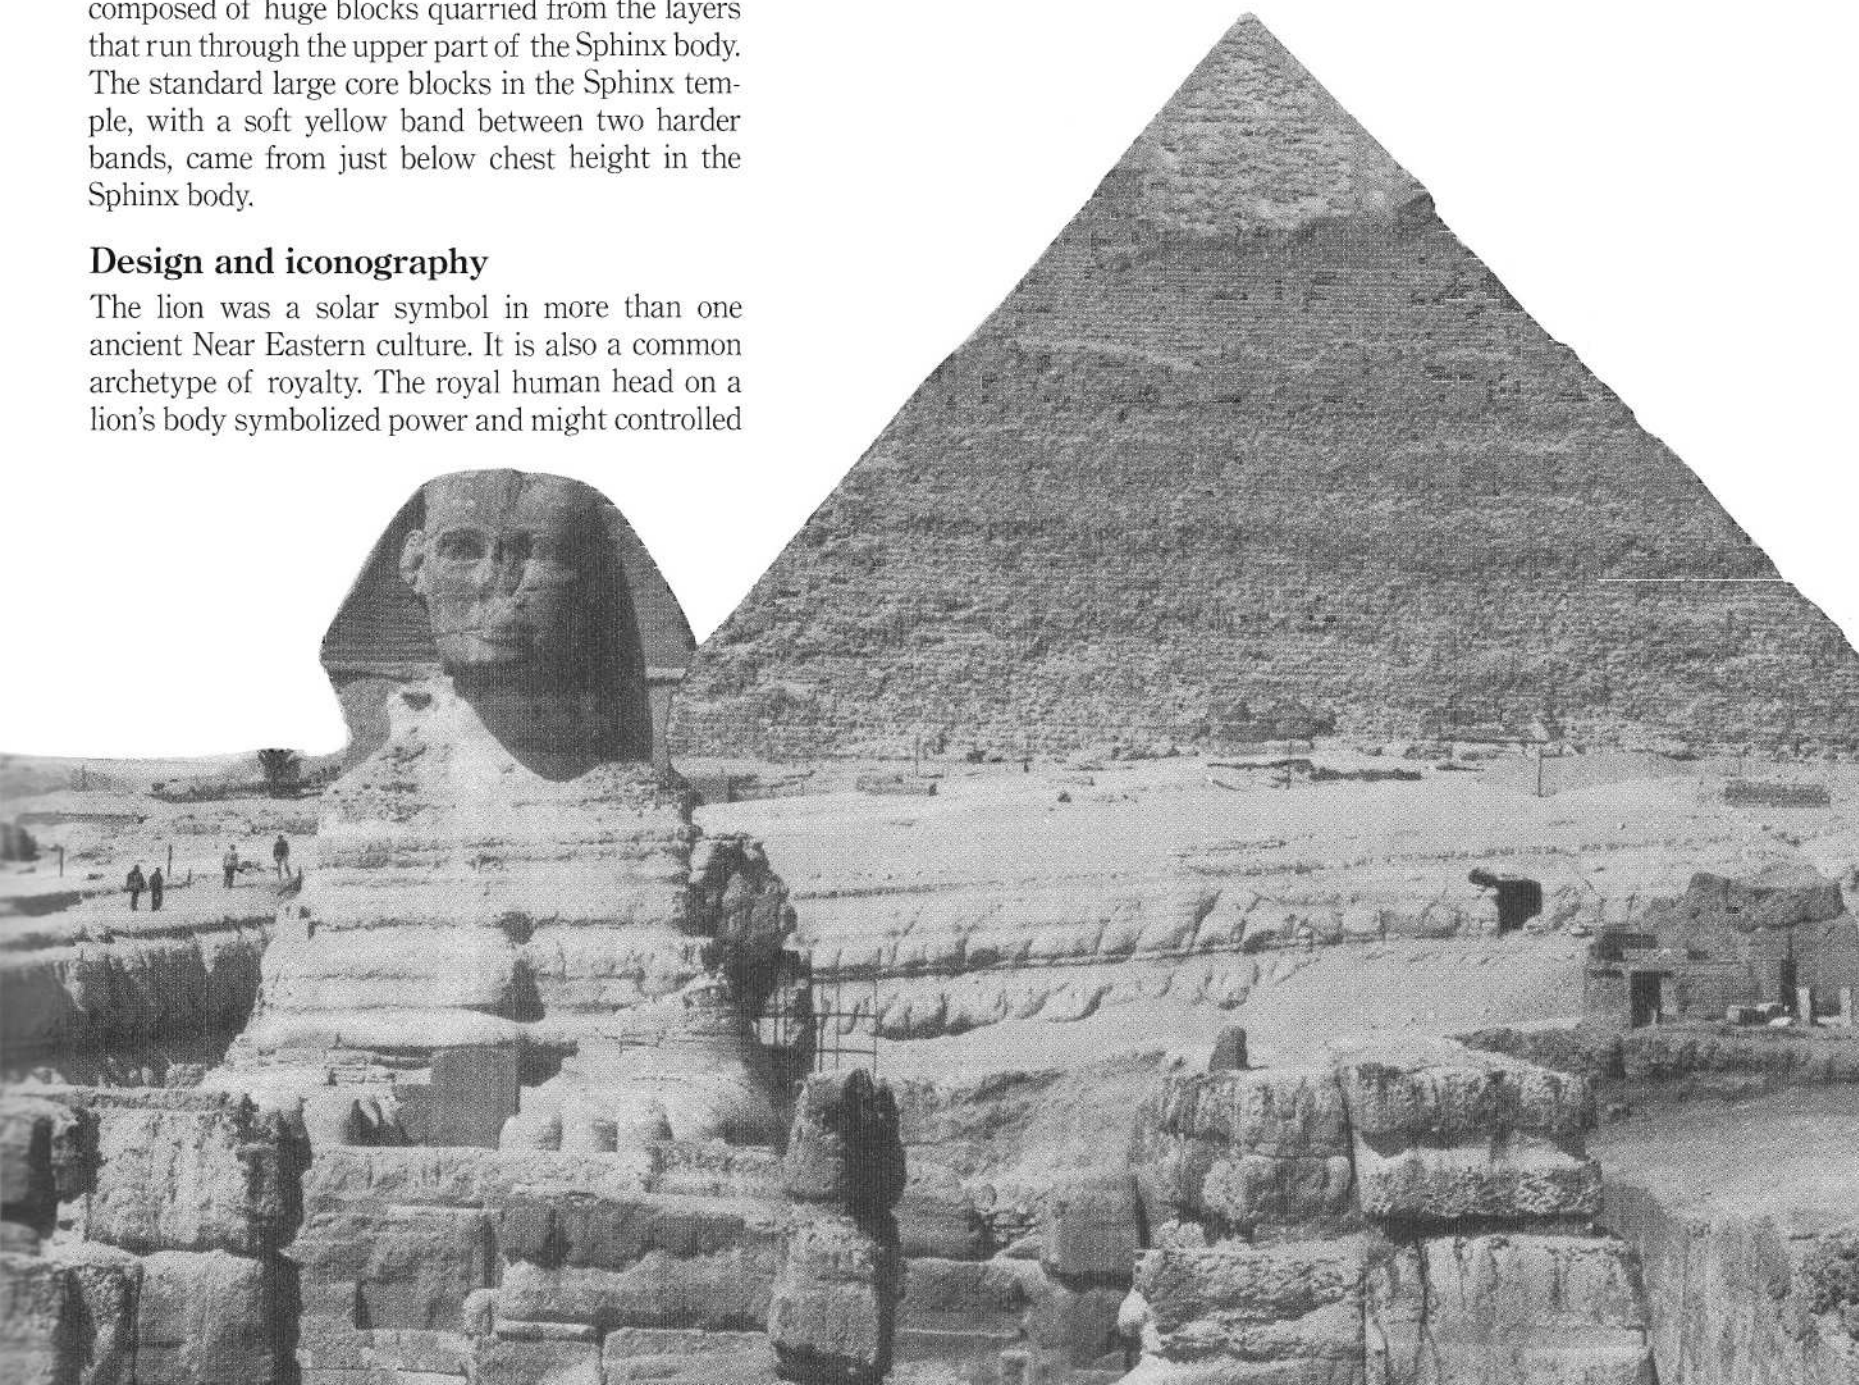 composed of huge blocks quarried from the layers
that run through the upper part of the Sphinx body.
The standard large core blocks in the Sphinx tem-
ple, with a soft yellow band between two harder
bands, came from just below chest height in the
Sphinx body.
Design and iconography
The lion was a solar symbol in more than one
ancient Near Eastern culture. It is also a common
archetype of royalty. The royal human head on a
lion's body symbolized power and might controlled